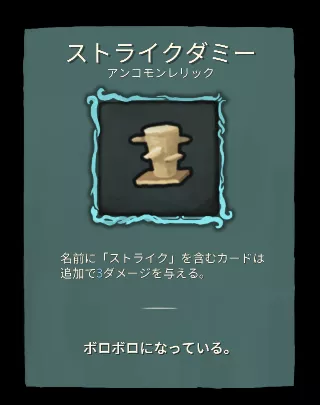 ストライクダミー
アンコモンレリック
名前に「ストライク」を含むカードは
追加で3ダメージを与える。
ボロボロになっている。